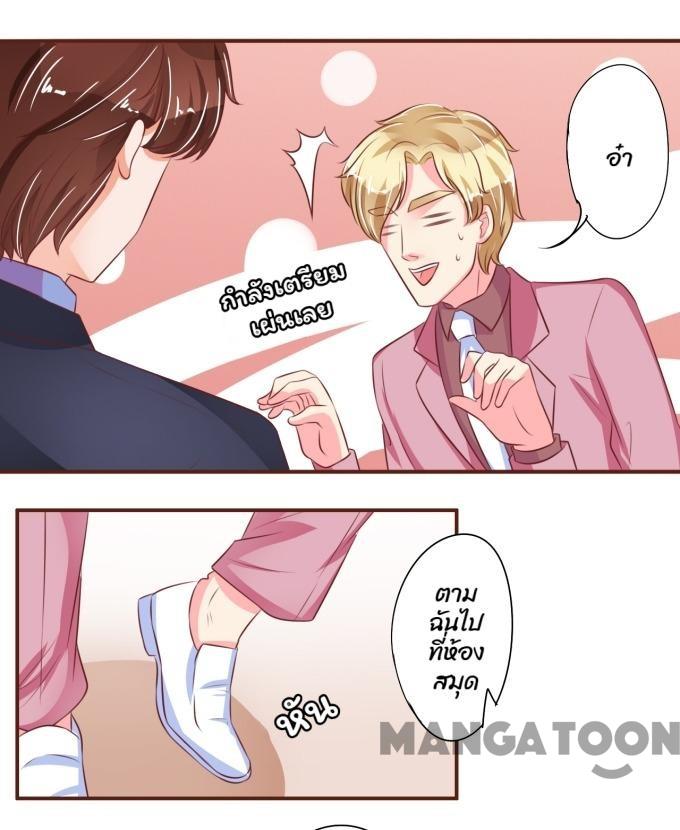 อ๋า
กำลังเตรียม
เผ่นเลย
ตาม
ฉันไป
ที่ห้อง
สมุด
หัน
MANGATOON